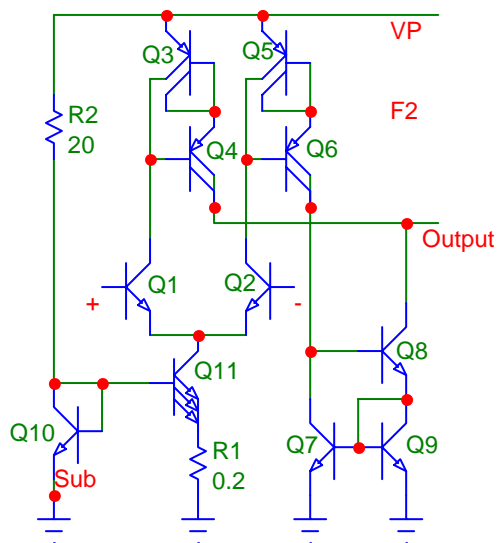 VP
Q3
Q5
R2
20
F2
Q4
Q6
Output
Q1
Q2
+
-
Q11
Q8
Q10
Q7
Q9
R1
0.2
Sub